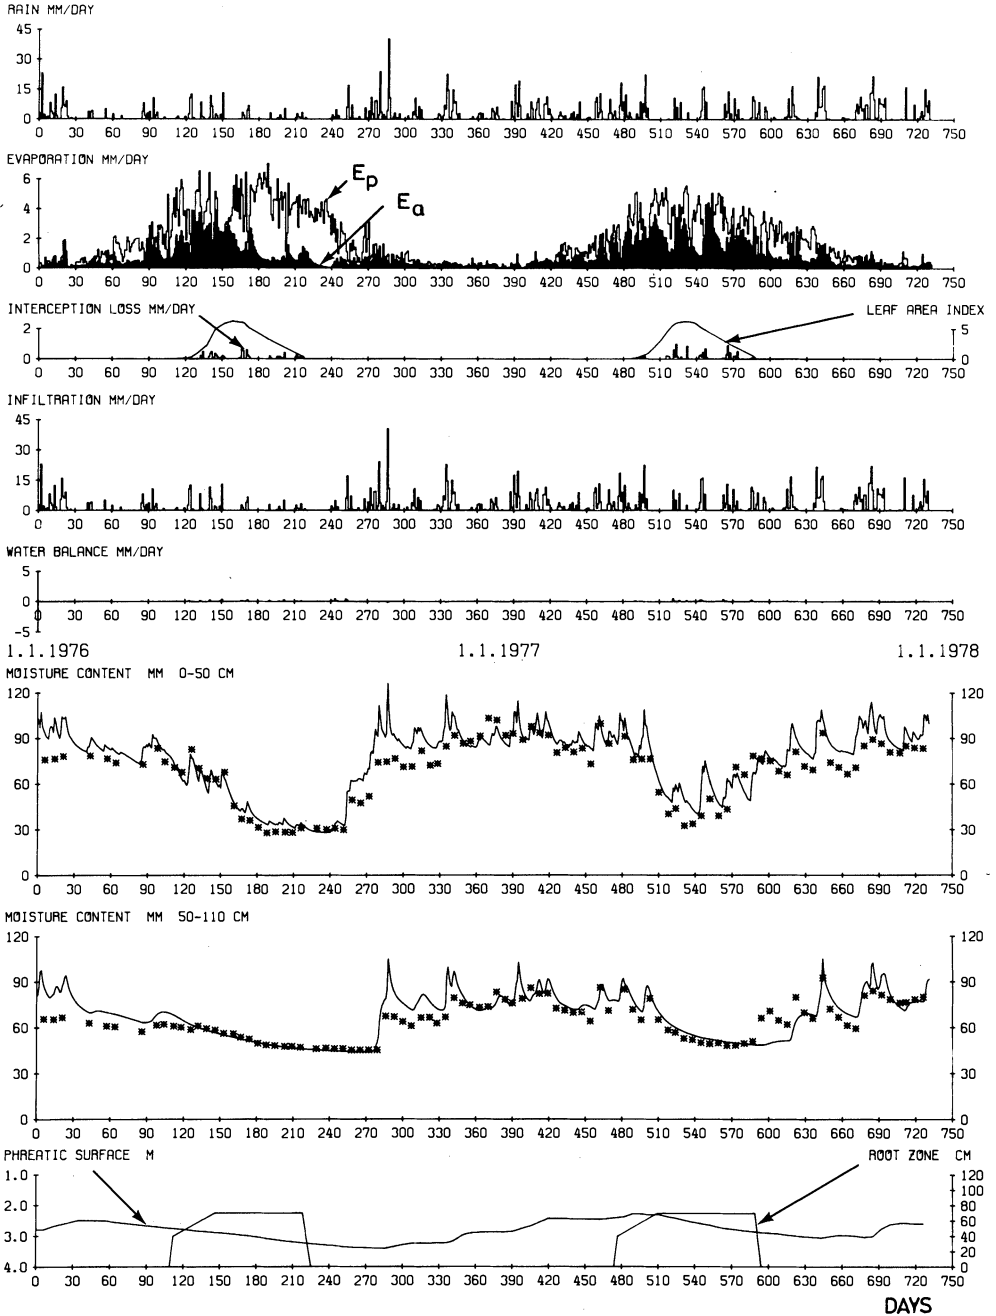 RAIN MM/DAY
45
30
15
0
0 30 60 90 120 150 180 210 240 270 300 330 360 390 420 450 480 510 540 570 600 630 660 690 720 750
EVAPORATION MM/DAY
6
4
2
0
Ep
Ea
0 30 60 90 120 150 180 210 240 270 300 330 360 390 420 450 480 510 540 570 600 630 660 690 720 750
INTERCEPTION LOSS MM/DAY
LEAF AREA INDEX
2 5
0 0
0 30 60 90 120 150 180 210 240 270 300 330 360 390 420 450 480 510 540 570 600 630 660 690 720 750
INFILTRATION MM/DAY
45
30
15
0
0 30 60 90 120 150 180 210 240 270 300 330 360 390 420 450 480 510 540 570 600 630 660 690 720 750
WATER BALANCE MM/DAY
5
0
-5
0 30 60 90 120 150 180 210 240 270 300 330 360 390 420 450 480 510 540 570 600 630 660 690 720 750
1.1.1976 1.1.1977 1.1.1978
MOISTURE CONTENT MM 0-50 CM
120 120
90 90
60 60
30 30
0 0
0 30 60 90 120 150 180 210 240 270 300 330 360 390 420 450 480 510 540 570 600 630 660 690 720
MOISTURE CONTENT MM 50-110 CM
120 120
90 90
60 60
30 30
0 0
0 30 60 90 120 150 180 210 240 270 300 330 360 390 420 450 480 510 540 570 600 630 660 690 720
PHREATIC SURFACE M
ROOT ZONE CM
1.0 120
100
2.0 80
60
3.0 40
20
4.0 0
0 30 60 90 120 150 180 210 240 270 300 330 360 390 420 450 480 510 540 570 600 630 660 690 720
DAYS